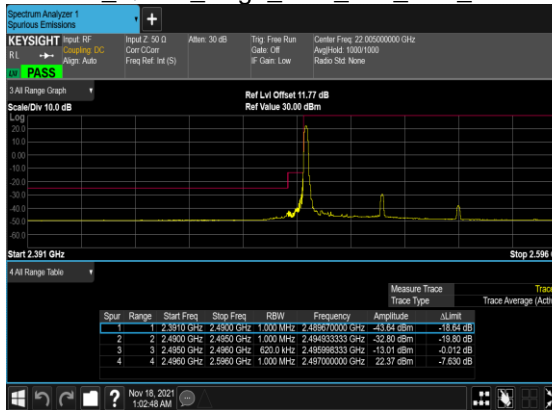 Spectrum Analyzer 1
Spurious Emissions
KEYSIGHT Input: RF Input Z: 50 Ω Atten: 30 dB Trig: Free Run Center Freq: 22.005000000 GHz
RL Coupling: DC Corr CCorr Gate: Off Avg|Hold: 1000/1000
Align: Auto Freq Ref: Int (S) IF Gain: Low Radio Std: None
PASS
3 All Range Graph
Ref Lvl Offset 11.77 dB
Scale/Div 10.0 dB Ref Value 30.00 dBm
Log
20.0
10.0
0.00
-10.0
-20.0
-30.0
-40.0
-50.0
-60.0
Start 2.391 GHz Stop 2.596
4 All Range Table
Measure Trace Trace
Trace Type Trace Average (Activ
Spur Range Start Freq Stop Freq RBW Frequency Amplitude ΔLimit
1 1 2.3910 GHz 2.4900 GHz 1.000 MHz 2.489670000 GHz -43.64 dBm -18.64 dB
2 2 2.4900 GHz 2.4950 GHz 1.000 MHz 2.494933333 GHz -32.80 dBm -19.80 dB
3 3 2.4950 GHz 2.4960 GHz 620.0 kHz 2.495998333 GHz -13.01 dBm -0.012 dB
4 4 2.4960 GHz 2.5960 GHz 1.000 MHz 2.497000000 GHz 22.37 dBm -7.630 dB
Nov 18, 2021
1:02:48 AM